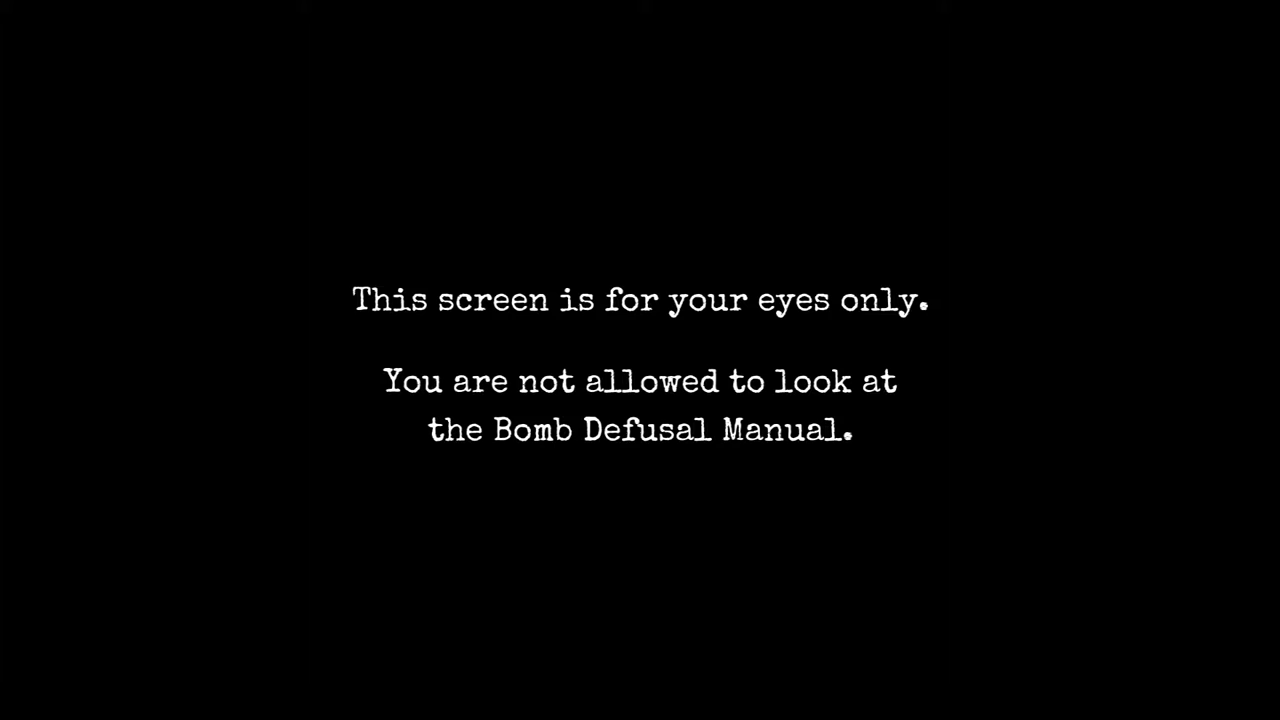 This screen is for your eyes only.
You are not allowed to look at
the Bomb Defusal Manual.